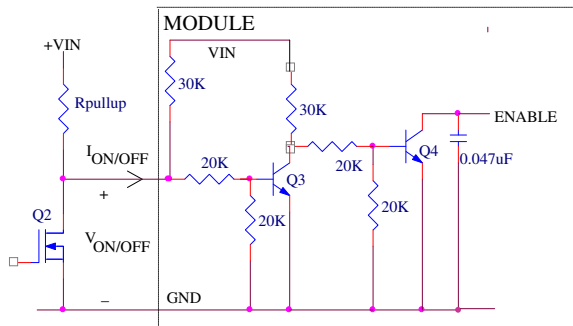 MODULE
+VIN
VIN
Rpullup
30K
30K
ENABLE
I ON/OFF
20K
Q3
20K
Q4
0.047uF
+
20K
20K
Q2
V ON/OFF
–
GND